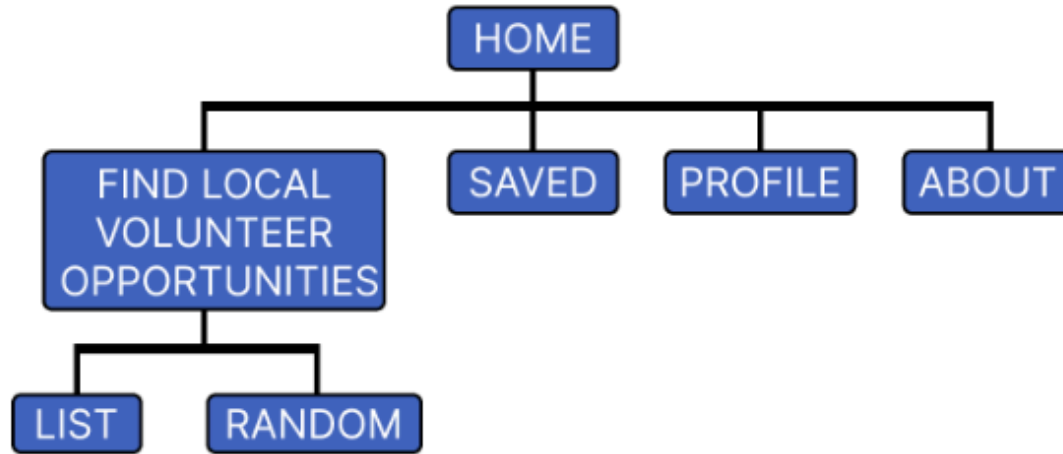 HOME
FIND LOCAL
VOLUNTEER
OPPORTUNITIES
SAVED
PROFILE
ABOUT
LIST
RANDOM